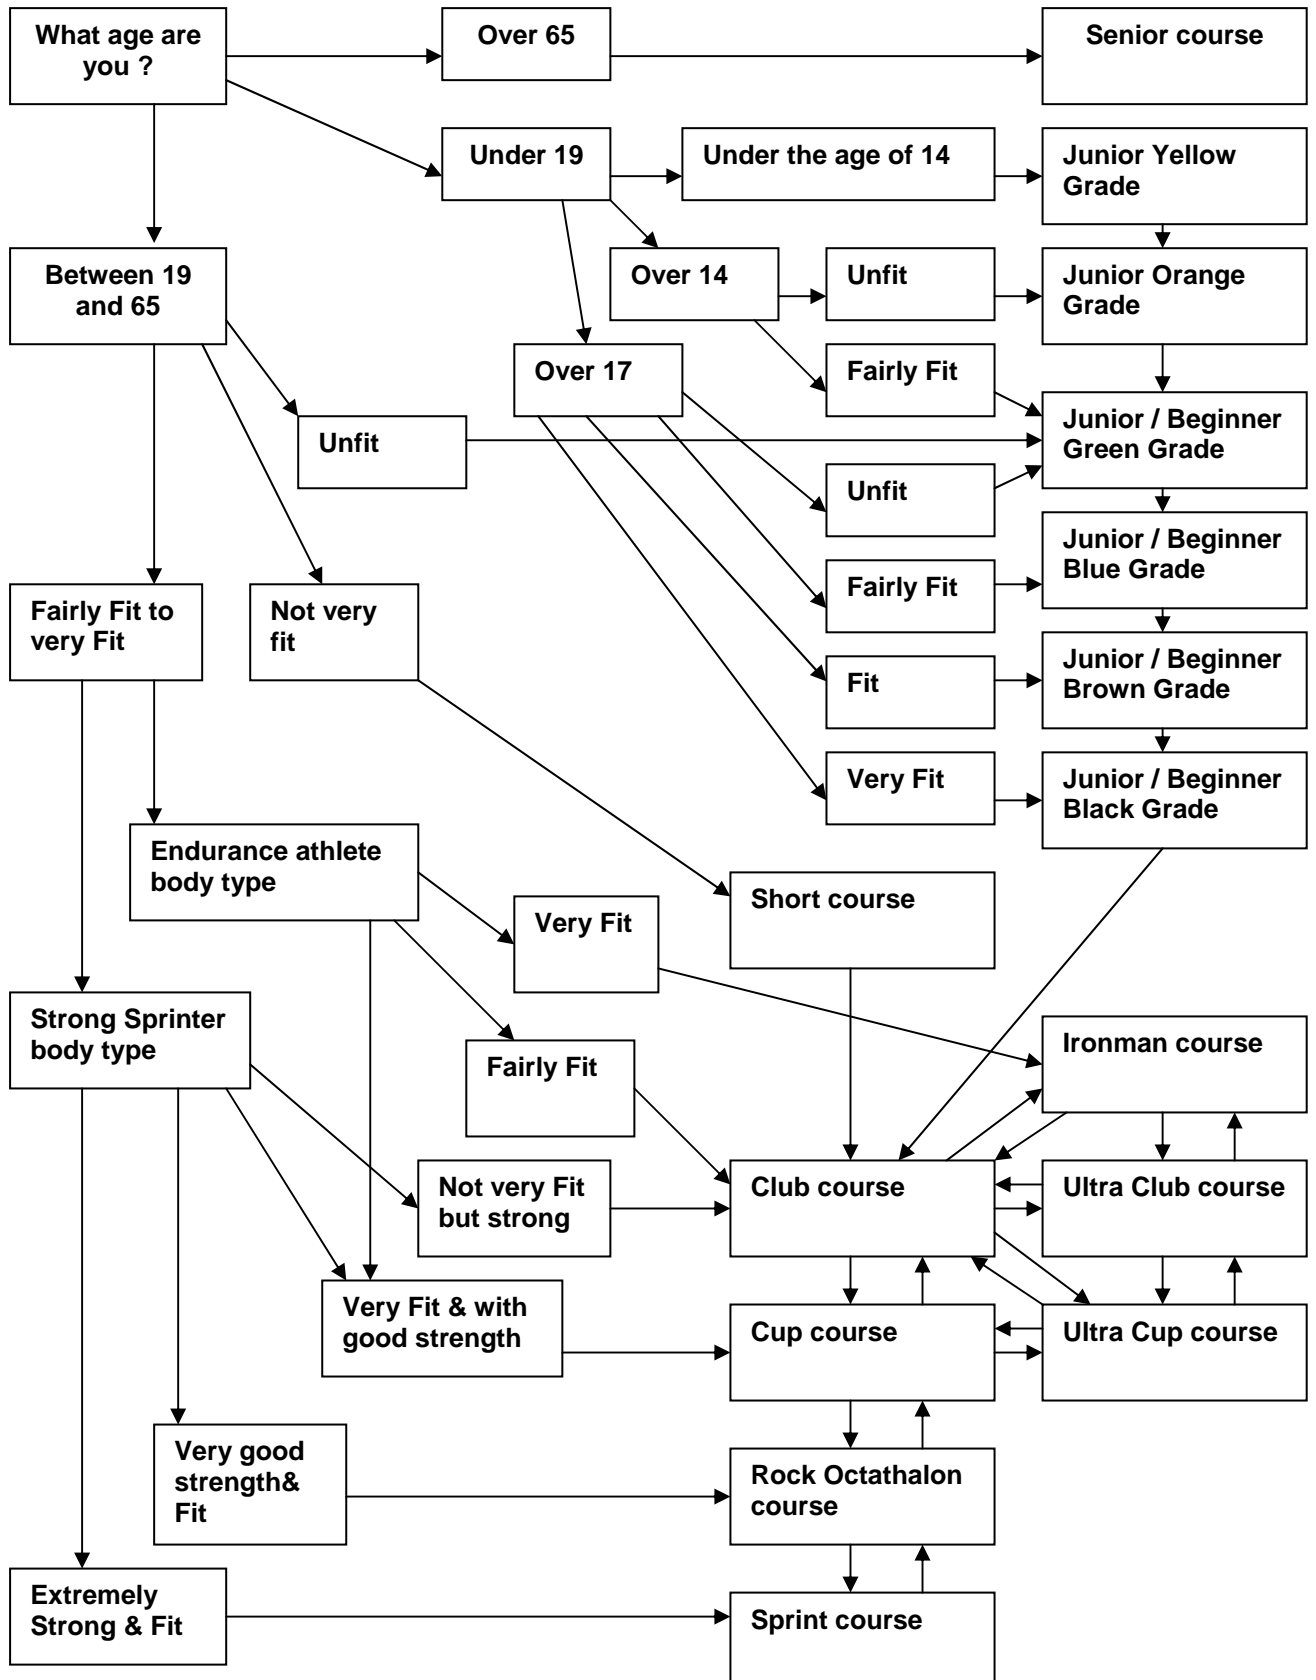 What age are
you ?
Over 65
Senior course
Under 19
Under the age of 14
Junior Yellow
Grade
Between 19
and 65
Over 14
Unfit
Junior Orange
Grade
Over 17
Fairly Fit
Junior / Beginner
Green Grade
Unfit
Unfit
Junior / Beginner
Blue Grade
Fairly Fit to
very Fit
Not very
fit
Fairly Fit
Junior / Beginner
Brown Grade
Fit
Very Fit
Junior / Beginner
Black Grade
Endurance athlete
body type
Short course
Very Fit
Strong Sprinter
body type
Ironman course
Fairly Fit
Not very Fit
but strong
Club course
Ultra Club course
Very Fit & with
good strength
Cup course
Ultra Cup course
Very good
strength&
Fit
Rock Octathalon
course
Extremely
Strong & Fit
Sprint course